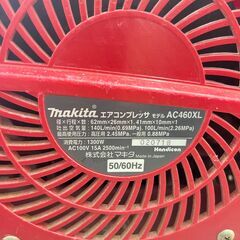 makita エアコンプレッサ モデル AC460XL
種×行程×径：62mm×26mm×1，41mm×10mm×1
吐出空気量：140L/min(0.69MPa)，100L/min(2.26MPa)
最高使用圧力：高圧 2.45MPa，一般用 0.88MPa
消費電力：1300W
AC100V 15A 2500min⁻¹
020718
Handicon
株式会社 マキタ Made in Japan
50/60Hz